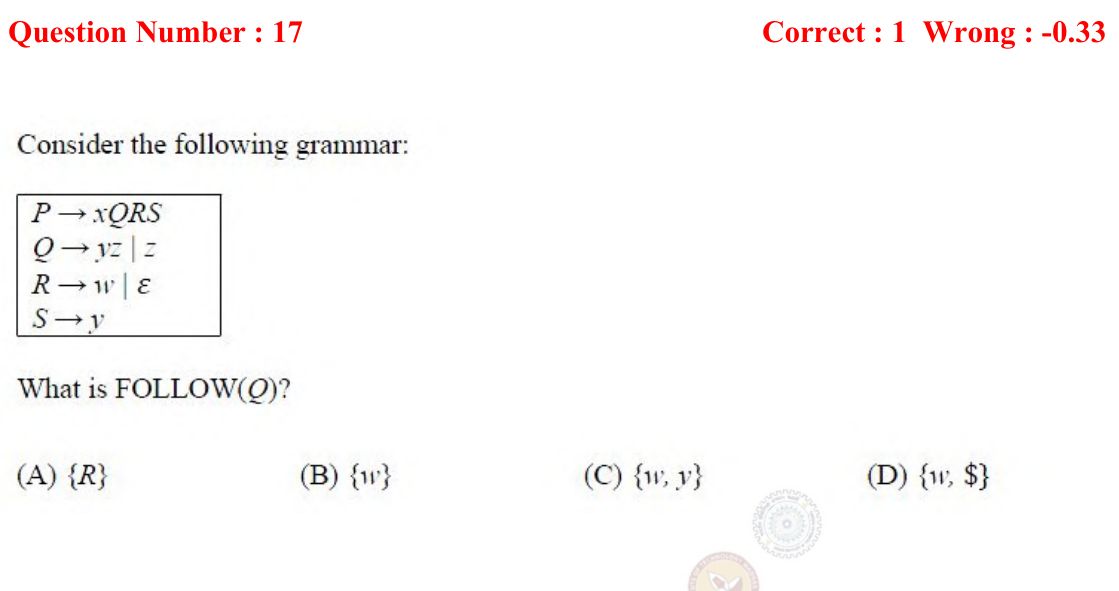 Question Number : 17 Correct : 1 Wrong : -0.33
Consider the following grammar:
P → xQRS
Q → yz | z
R → w | ε
S → y
What is FOLLOW(Q)?
(A) {R} (B) {w} (C) {w, y} (D) {w, $}